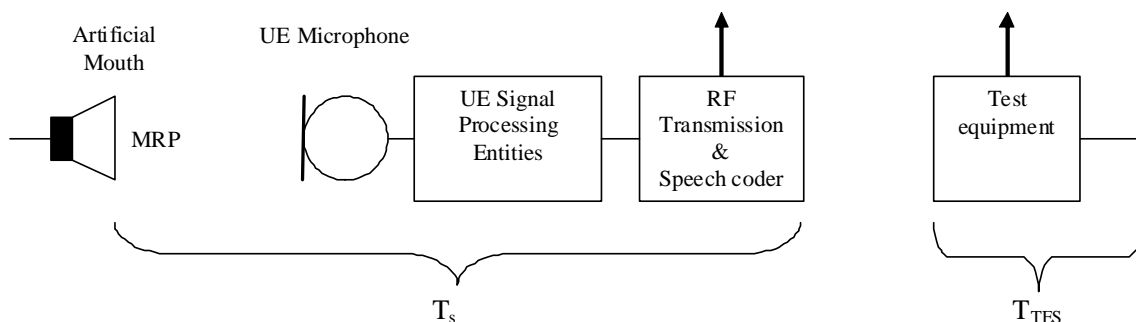 Artificial
Mouth
MRP
UE Microphone
UE Signal
Processing
Entities
RF
Transmission
&
Speech coder
Test
equipment
Ts
TTES